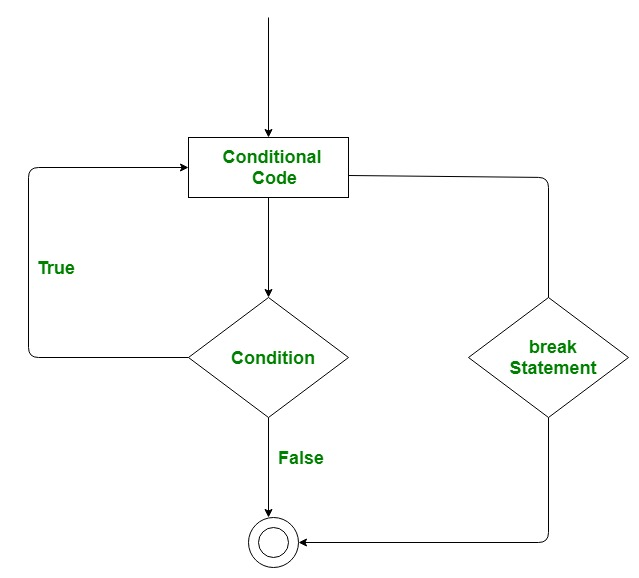 Conditional
Code
True
Condition
break
Statement
False